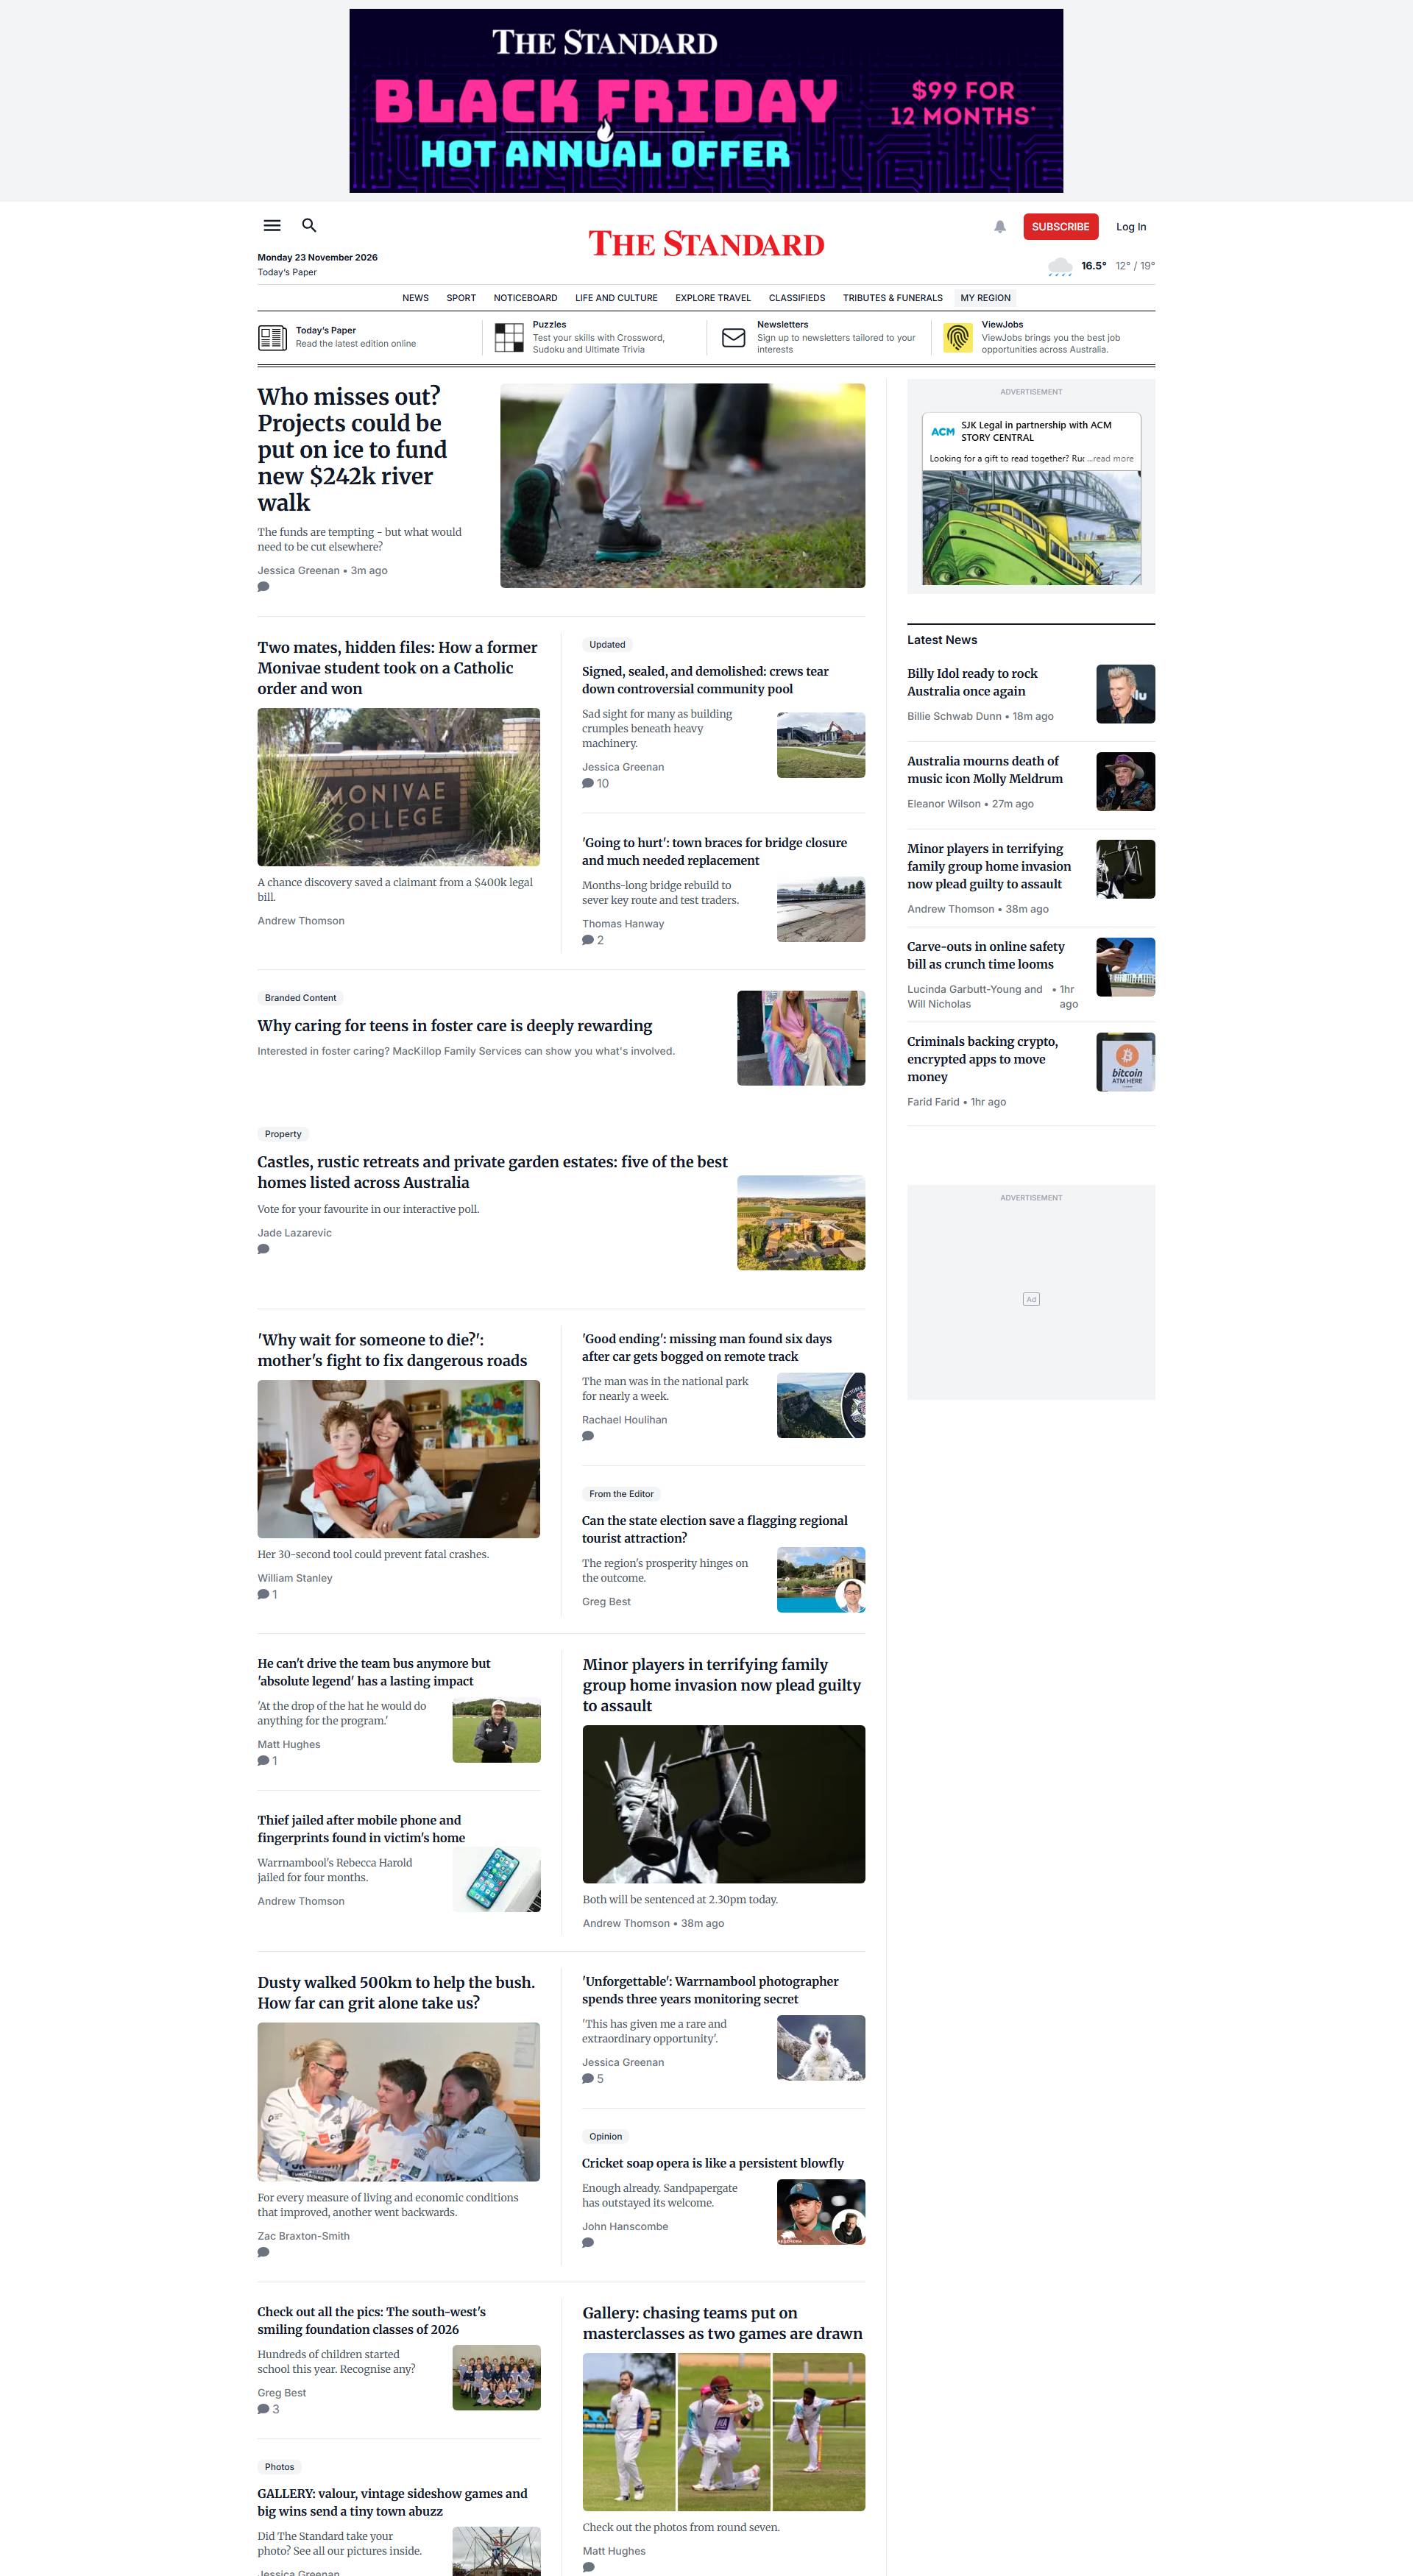 THE STANDARD
BLACK FRIDAY
HOT ANNUAL OFFER
$99 FOR
12 MONTHS*
THE STANDARD
SUBSCRIBE
Log In
Monday 23 November 2026
Today's Paper
16.5° 12° / 19°
NEWS SPORT NOTICEBOARD LIFE AND CULTURE EXPLORE TRAVEL CLASSIFIEDS TRIBUTES & FUNERALS MY REGION
Today's Paper
Read the latest edition online
Puzzles
Test your skills with Crossword,
Sudoku and Ultimate Trivia
Newsletters
Sign up to newsletters tailored to your
interests
ViewJobs
ViewJobs brings you the best job
opportunities across Australia.
Who misses out?
Projects could be
put on ice to fund
new $242k river
walk
The funds are tempting - but what would
need to be cut elsewhere?
Jessica Greenan • 3m ago
Two mates, hidden files: How a former
Monivae student took on a Catholic
order and won
MONIVAE
COLLEGE
A chance discovery saved a claimant from a $400k legal
bill.
Andrew Thomson
Updated
Signed, sealed, and demolished: crews tear
down controversial community pool
Sad sight for many as building
crumples beneath heavy
machinery.
Jessica Greenan
10
'Going to hurt': town braces for bridge closure
and much needed replacement
Months-long bridge rebuild to
sever key route and test traders.
Thomas Hanway
2
Branded Content
Why caring for teens in foster care is deeply rewarding
Interested in foster caring? MacKillop Family Services can show you what's involved.
Property
Castles, rustic retreats and private garden estates: five of the best
homes listed across Australia
Vote for your favourite in our interactive poll.
Jade Lazarevic
'Why wait for someone to die?':
mother's fight to fix dangerous roads
Her 30-second tool could prevent fatal crashes.
William Stanley
1
'Good ending': missing man found six days
after car gets bogged on remote track
The man was in the national park
for nearly a week.
Rachael Houlihan
From the Editor
Can the state election save a flagging regional
tourist attraction?
The region's prosperity hinges on
the outcome.
Greg Best
He can't drive the team bus anymore but
'absolute legend' has a lasting impact
'At the drop of the hat he would do
anything for the program.'
Matt Hughes
1
Thief jailed after mobile phone and
fingerprints found in victim's home
Warrnambool's Rebecca Harold
jailed for four months.
Andrew Thomson
Minor players in terrifying family
group home invasion now plead guilty
to assault
Both will be sentenced at 2.30pm today.
Andrew Thomson • 38m ago
Dusty walked 500km to help the bush.
How far can grit alone take us?
For every measure of living and economic conditions
that improved, another went backwards.
Zac Braxton-Smith
'Unforgettable': Warrnambool photographer
spends three years monitoring secret
'This has given me a rare and
extraordinary opportunity'.
Jessica Greenan
5
Opinion
Cricket soap opera is like a persistent blowfly
Enough already. Sandpapergate
has outstayed its welcome.
John Hanscombe
Check out all the pics: The south-west's
smiling foundation classes of 2026
Hundreds of children started
school this year. Recognise any?
Greg Best
3
Photos
GALLERY: valour, vintage sideshow games and
big wins send a tiny town abuzz
Did The Standard take your
photo? See all our pictures inside.
Jessica Greenan
Gallery: chasing teams put on
masterclasses as two games are drawn
Check out the photos from round seven.
Matt Hughes
ADVERTISEMENT
ACM
SJK Legal in partnership with ACM
STORY CENTRAL
Looking for a gift to read together? Ruc ...read more
Latest News
Billy Idol ready to rock
Australia once again
Billie Schwab Dunn • 18m ago
Australia mourns death of
music icon Molly Meldrum
Eleanor Wilson • 27m ago
Minor players in terrifying
family group home invasion
now plead guilty to assault
Andrew Thomson • 38m ago
Carve-outs in online safety
bill as crunch time looms
Lucinda Garbutt-Young and • 1hr
Will Nicholas ago
Criminals backing crypto,
encrypted apps to move
money
bitcoin
ATM HERE
Farid Farid • 1hr ago
ADVERTISEMENT
Ad